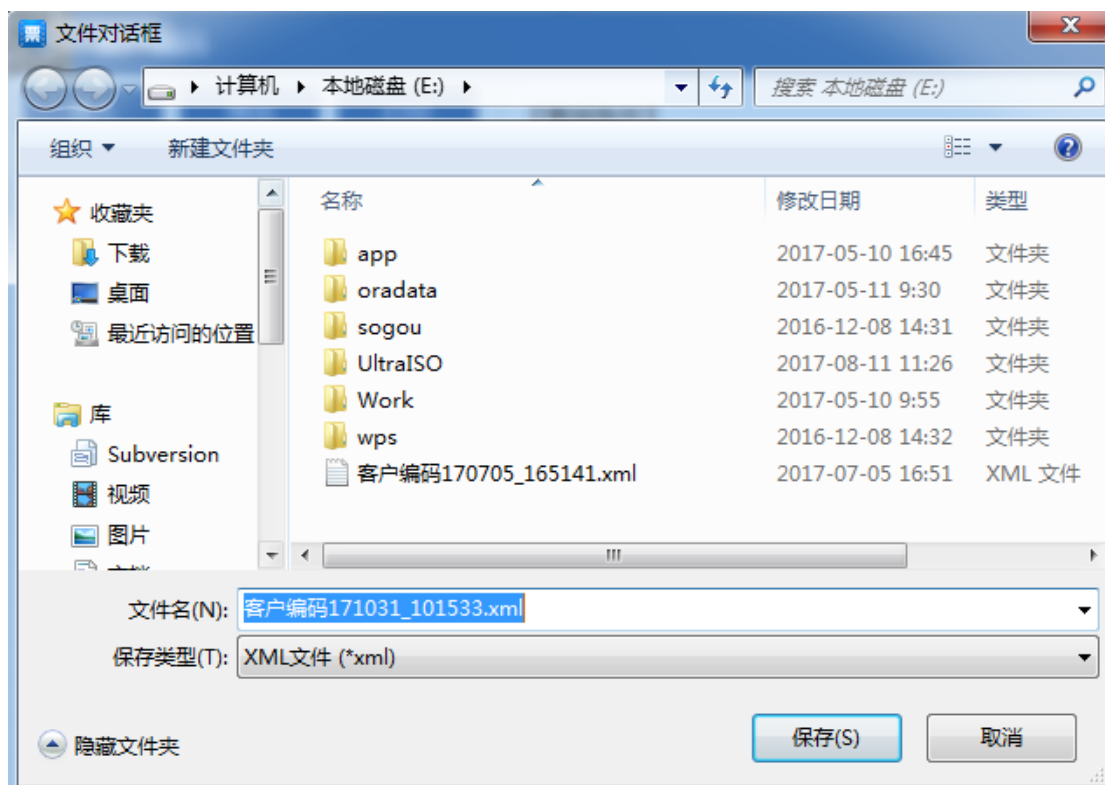 票 文件对话框
计算机 本地磁盘 (E:)
搜索 本地磁盘 (E:)
组织 新建文件夹
收藏夹
下载
桌面
最近访问的位置
库
Subversion
视频
图片
名称 修改日期 类型
app 2017-05-10 16:45 文件夹
oradata 2017-05-11 9:30 文件夹
sogou 2016-12-08 14:31 文件夹
UltraISO 2017-08-11 11:26 文件夹
Work 2017-05-10 9:55 文件夹
wps 2016-12-08 14:32 文件夹
客户编码170705_165141.xml 2017-07-05 16:51 XML 文件
文件名(N): 客户编码171031_101533.xml
保存类型(T): XML文件 (*xml)
隐藏文件夹
保存(S) 取消